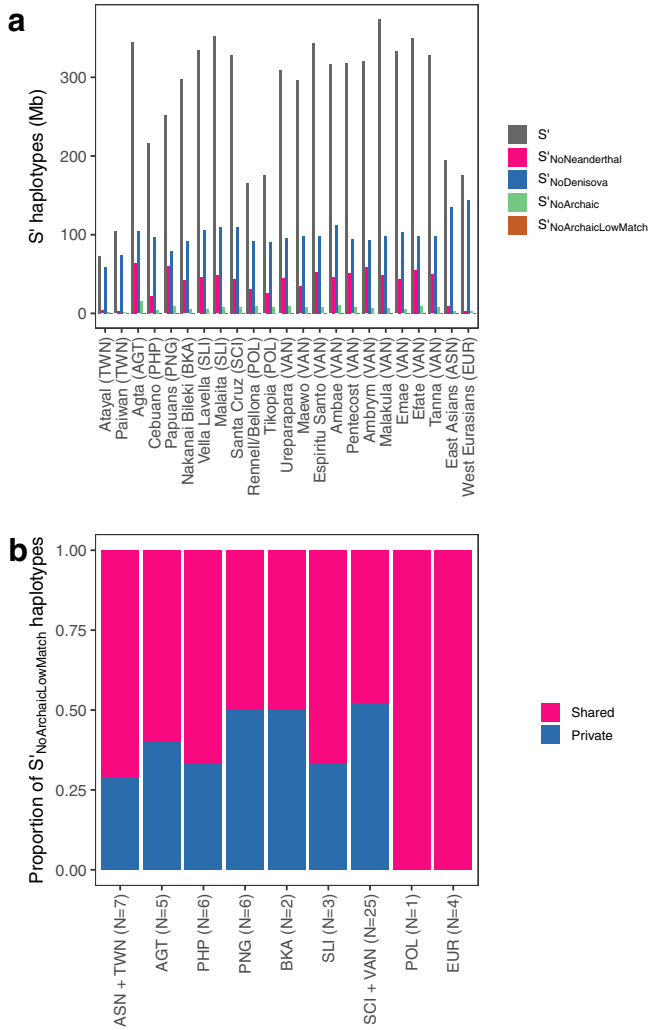 a
S' haplotypes (Mb)
300
200
100
0
S'
S'NoNeanderthal
S'NoDenisova
S'NoArchaic
S'NoArchaicLowMatch
Atayal (TWN)
Paiwan (TWN)
Agta (AGT)
Cebuano (PHP)
Papuans (PNG)
Nakanai Bileki (BKA)
Vella Lavella (SLI)
Malaita (SLI)
Santa Cruz (SCI)
Rennell/Bellona (POL)
Tikopia (POL)
Ureparapara (VAN)
Maewo (VAN)
Espiritu Santo (VAN)
Ambae (VAN)
Pentecost (VAN)
Ambrym (VAN)
Malakula (VAN)
Emae (VAN)
Efate (VAN)
Tanna (VAN)
East Asians (ASN)
West Eurasians (EUR)
b
Proportion of S'NoArchaicLowMatch haplotypes
1.00
0.75
0.50
0.25
0.00
Shared
Private
ASN + TWN (N=7)
AGT (N=5)
PHP (N=6)
PNG (N=6)
BKA (N=2)
SLI (N=3)
SCI + VAN (N=25)
POL (N=1)
EUR (N=4)